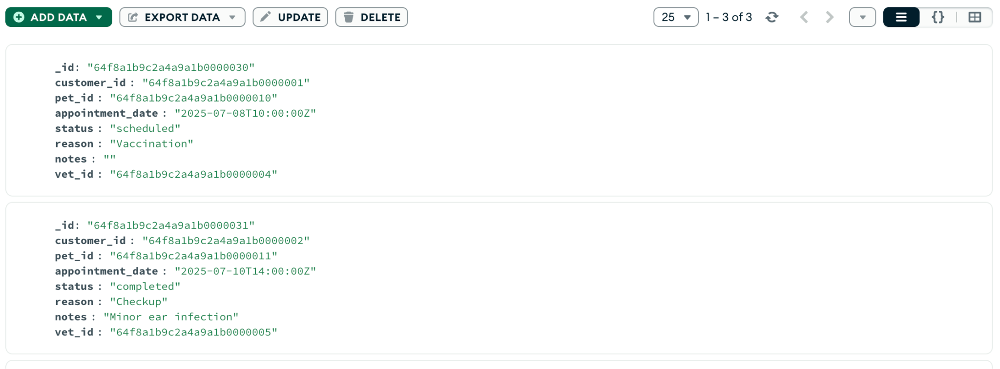 ADD DATA EXPORT DATA UPDATE DELETE 25 1 – 3 of 3 {}
_id: "64f8a1b9c2a4a9a1b0000030"
customer_id : "64f8a1b9c2a4a9a1b0000001"
pet_id : "64f8a1b9c2a4a9a1b0000010"
appointment_date : "2025-07-08T10:00:00Z"
status : "scheduled"
reason : "Vaccination"
notes : ""
vet_id : "64f8a1b9c2a4a9a1b0000004"
_id: "64f8a1b9c2a4a9a1b0000031"
customer_id : "64f8a1b9c2a4a9a1b0000002"
pet_id : "64f8a1b9c2a4a9a1b0000011"
appointment_date : "2025-07-10T14:00:00Z"
status : "completed"
reason : "Checkup"
notes : "Minor ear infection"
vet_id : "64f8a1b9c2a4a9a1b0000005"